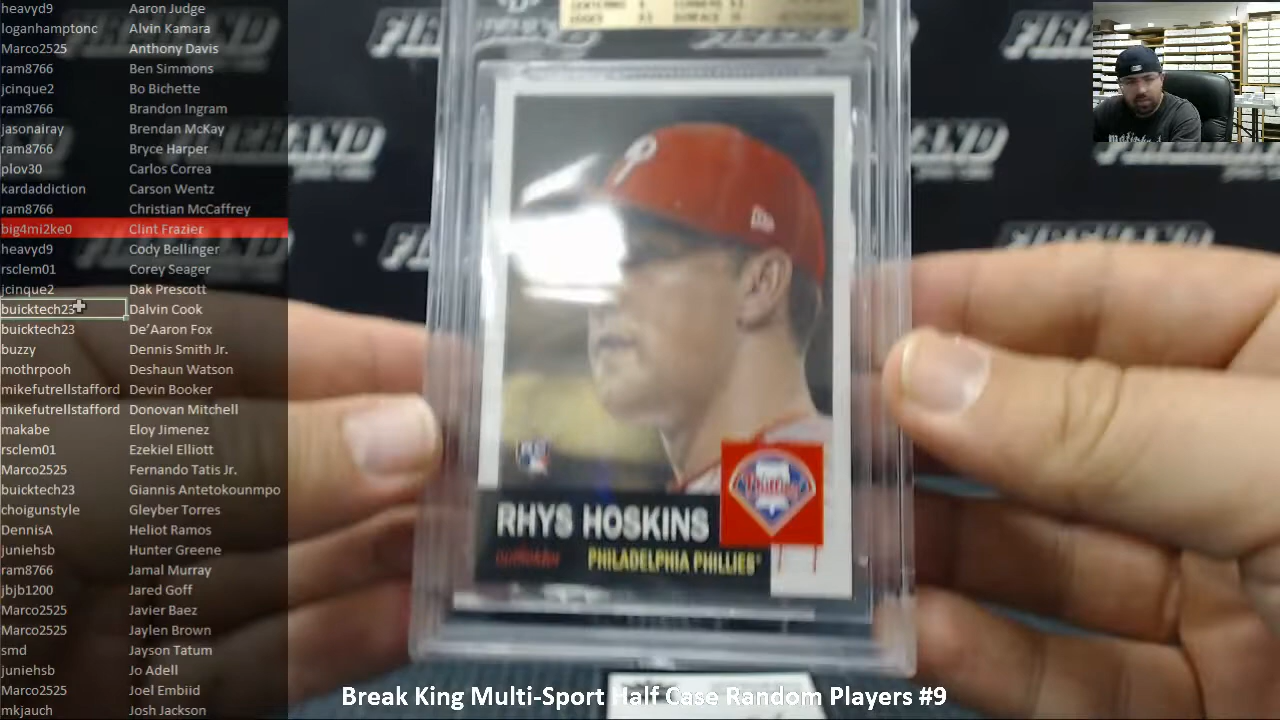 heavyd9 Aaron Judge
loganhamptonc Alvin Kamara
Marco2525 Anthony Davis
ram8766 Ben Simmons
jcinque2 Bo Bichette
ram8766 Brandon Ingram
jasonairay Brendan McKay
ram8766 Bryce Harper
plov30 Carlos Correa
kardaddiction Carson Wentz
ram8766 Christian McCaffrey
big4mi2ke0 Clint Frazier
heavyd9 Cody Bellinger
rsclem01 Corey Seager
jcinque2 Dak Prescott
buicktech23 Dalvin Cook
buicktech23 De'Aaron Fox
buzzy Dennis Smith Jr.
mothrpooh Deshaun Watson
mikefutrellstafford Devin Booker
mikefutrellstafford Donovan Mitchell
makabe Eloy Jimenez
rsclem01 Ezekiel Elliott
Marco2525 Fernando Tatis Jr.
buicktech23 Giannis Antetokounmpo
choigunstyle Gleyber Torres
DennisA Heliot Ramos
juniehsb Hunter Greene
ram8766 Jamal Murray
jbjb1200 Jared Goff
Marco2525 Javier Baez
Marco2525 Jaylen Brown
smd Jayson Tatum
juniehsb Jo Adell
Marco2525 Joel Embiid
mkjauch Josh Jackson
P
RHYS HOSKINS
PHILADELPHIA PHILLIES
Phillies
FIREHAND
Break King Multi-Sport Half Case Random Players #9